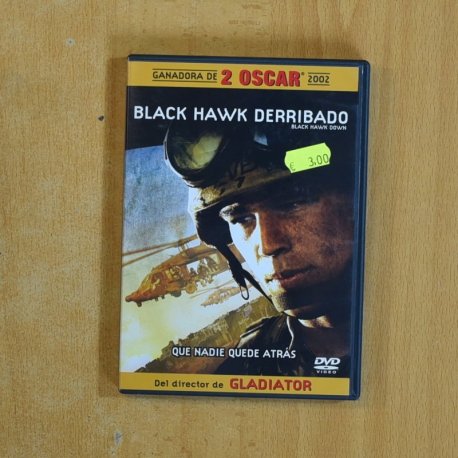 GANADORA DE 2 OSCAR® 2002
BLACK HAWK DERRIBADO
BLACK HAWK DOWN
€ 3,00
QUE NADIE QUEDE ATRÁS
DVD
VIDEO
Del director de GLADIATOR